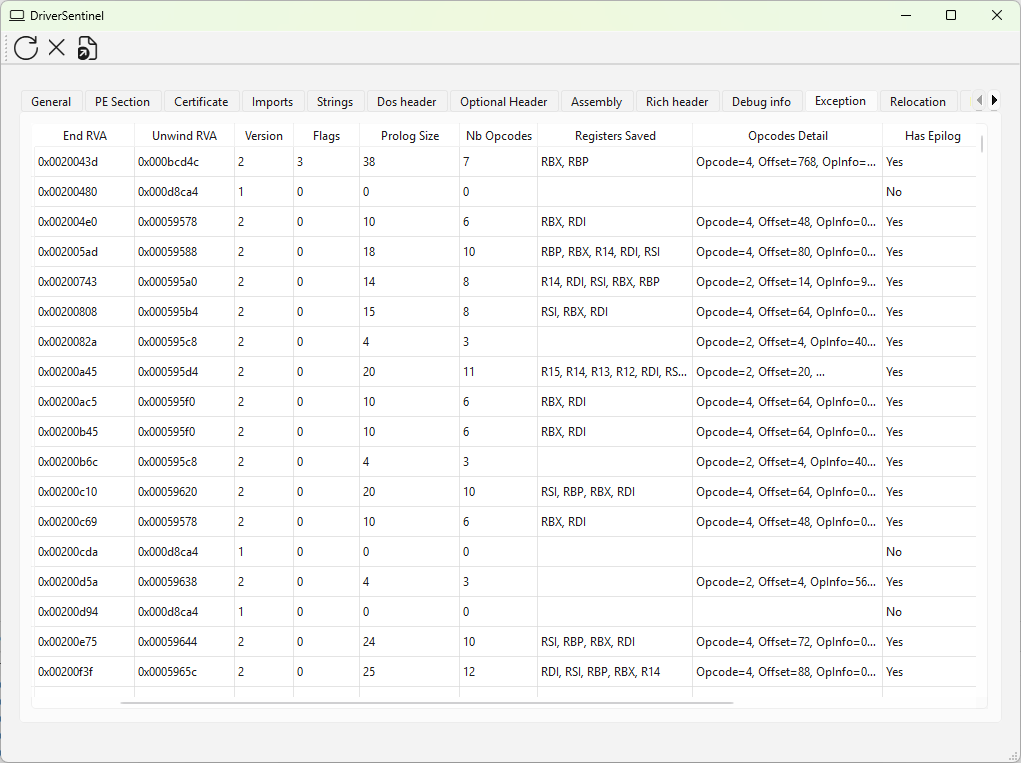 DriverSentinel
General PE Section Certificate Imports Strings Dos header Optional Header Assembly Rich header Debug info Exception Relocation
End RVA Unwind RVA Version Flags Prolog Size Nb Opcodes Registers Saved Opcodes Detail Has Epilog
0x0020043d 0x000bcd4c 2 3 38 7 RBX, RBP Opcode=4, Offset=768, OpInfo=... Yes
0x00200480 0x000d8ca4 1 0 0 0 No
0x002004e0 0x00059578 2 0 10 6 RBX, RDI Opcode=4, Offset=48, OpInfo=0... Yes
0x002005ad 0x00059588 2 0 18 10 RBP, RBX, R14, RDI, RSI Opcode=4, Offset=80, OpInfo=0... Yes
0x00200743 0x000595a0 2 0 14 8 R14, RDI, RSI, RBX, RBP Opcode=2, Offset=14, OpInfo=9... Yes
0x00200808 0x000595b4 2 0 15 8 RSI, RBX, RDI Opcode=4, Offset=64, OpInfo=0... Yes
0x0020082a 0x000595c8 2 0 4 3 Opcode=2, Offset=4, OpInfo=40... Yes
0x00200a45 0x000595d4 2 0 20 11 R15, R14, R13, R12, RDI, RS... Opcode=2, Offset=20, ... Yes
0x00200ac5 0x000595f0 2 0 10 6 RBX, RDI Opcode=4, Offset=64, OpInfo=0... Yes
0x00200b45 0x000595f0 2 0 10 6 RBX, RDI Opcode=4, Offset=64, OpInfo=0... Yes
0x00200b6c 0x000595c8 2 0 4 3 Opcode=2, Offset=4, OpInfo=40... Yes
0x00200c10 0x00059620 2 0 20 10 RSI, RBP, RBX, RDI Opcode=4, Offset=64, OpInfo=0... Yes
0x00200c69 0x00059578 2 0 10 6 RBX, RDI Opcode=4, Offset=48, OpInfo=0... Yes
0x00200cda 0x000d8ca4 1 0 0 0 No
0x00200d5a 0x00059638 2 0 4 3 Opcode=2, Offset=4, OpInfo=56... Yes
0x00200d94 0x000d8ca4 1 0 0 0 No
0x00200e75 0x00059644 2 0 24 10 RSI, RBP, RBX, RDI Opcode=4, Offset=72, OpInfo=0... Yes
0x00200f3f 0x0005965c 2 0 25 12 RDI, RSI, RBP, RBX, R14 Opcode=4, Offset=88, OpInfo=0... Yes